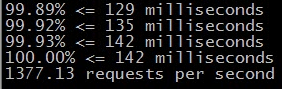 99.89% <= 129 milliseconds
99.92% <= 135 milliseconds
99.93% <= 142 milliseconds
100.00% <= 142 milliseconds
1377.13 requests per second